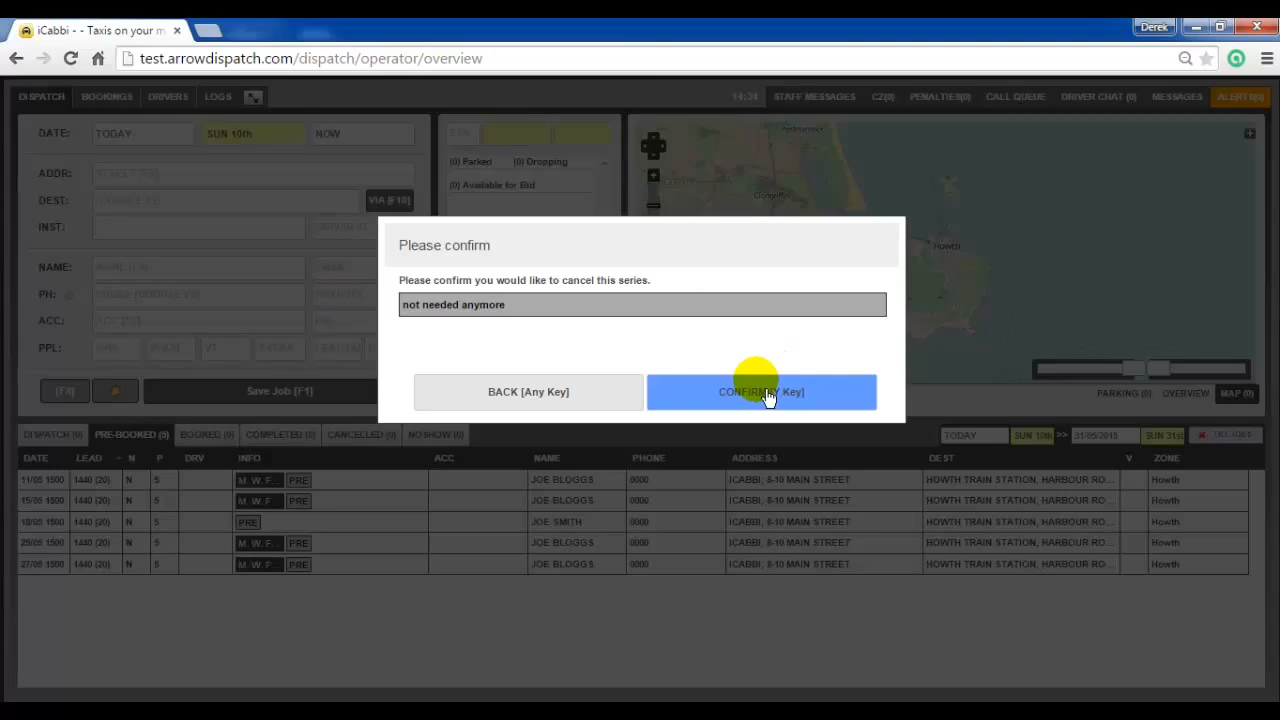 iCabbi - - Taxis on your m
Derek
test.arrowdispatch.com/dispatch/operator/overview
DISPATCH BOOKINGS DRIVERS LOGS 14:34 STAFF MESSAGES CZ(0) PENALTIES(0) CALL QUEUE DRIVER CHAT (0) MESSAGES ALERTS(0)
DATE: TODAY SUN 10th NOW
ETA
Portmarnock
(0) Parked (0) Dropping
ADDR:
(0) Available for Bid
Clongriffin
DEST: VIA [F10]
INST:
Howth
Please confirm
NAME:
Please confirm you would like to cancel this series.
PH:
not needed anymore
ACC:
PPL:
[FX] Save Job [F1]
BACK [Any Key] CONFIRM Key]
PARKING (0) OVERVIEW MAP (0)
DISPATCH (0) PRE-BOOKED (5) BOOKED (0) COMPLETED (0) CANCELLED (0) NOSHOW (0) TODAY SUN 10th >> 31/05/2015 SUN 31st
DATE LEAD N P DRV INFO ACC NAME PHONE ADDRESS DEST V ZONE
11/05 1500 1440 (20) N 5 M. W. F... PRE JOE BLOGGS 0000 ICABBI, 8-10 MAIN STREET HOWTH TRAIN STATION, HARBOUR RO... Howth
15/05 1500 1440 (20) N 5 M. W. F... PRE JOE BLOGGS 0000 ICABBI, 8-10 MAIN STREET HOWTH TRAIN STATION, HARBOUR RO... Howth
18/05 1500 1440 (20) N 5 PRE JOE SMITH 0000 ICABBI, 8-10 MAIN STREET HOWTH TRAIN STATION, HARBOUR RO... Howth
25/05 1500 1440 (20) N 5 M. W. F... PRE JOE BLOGGS 0000 ICABBI, 8-10 MAIN STREET HOWTH TRAIN STATION, HARBOUR RO... Howth
27/05 1500 1440 (20) N 5 M. W. F... PRE JOE BLOGGS 0000 ICABBI, 8-10 MAIN STREET HOWTH TRAIN STATION, HARBOUR RO... Howth